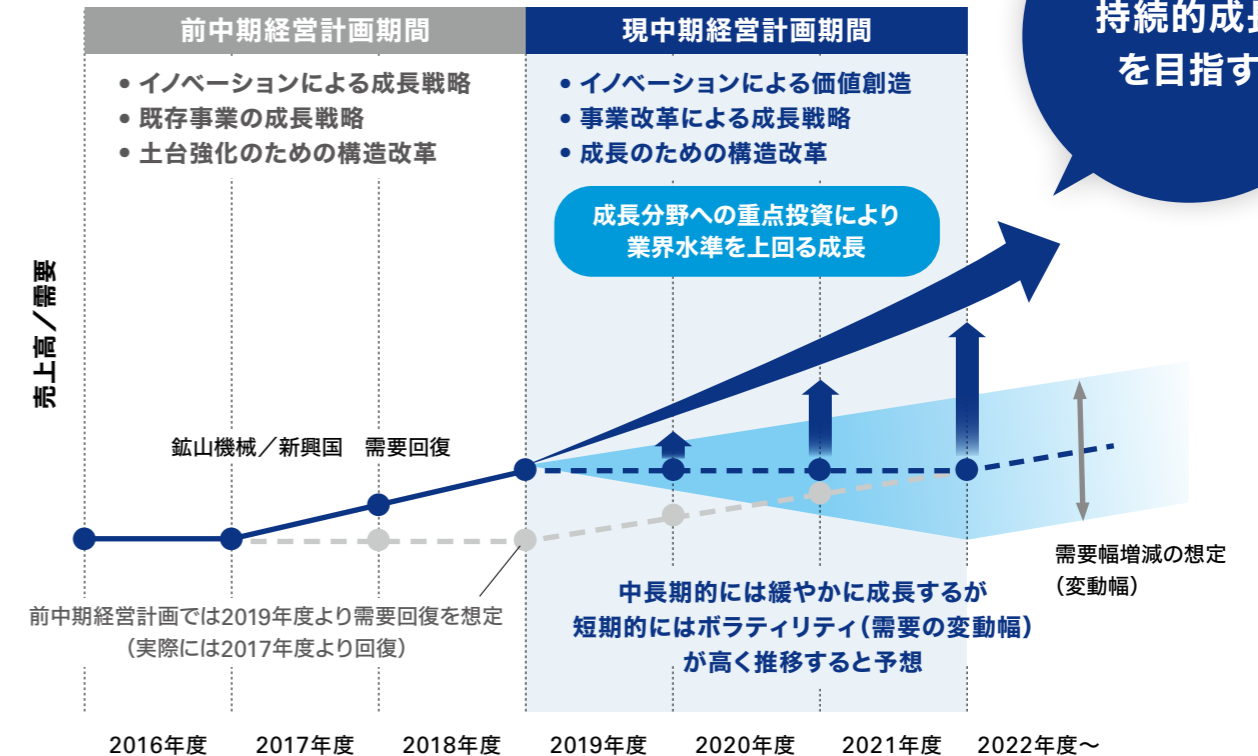 前中期経営計画期間
• イノベーションによる成長戦略
• 既存事業の成長戦略
• 土台強化のための構造改革
現中期経営計画期間
• イノベーションによる価値創造
• 事業改革による成長戦略
• 成長のための構造改革
持続的成長
を目指す
成長分野への重点投資により
業界水準を上回る成長
売上高／需要
鉱山機械／新興国　需要回復
前中期経営計画では2019年度より需要回復を想定
（実際には2017年度より回復）
需要幅増減の想定
（変動幅）
中長期的には緩やかに成長するが
短期的にはボラティリティ（需要の変動幅）
が高く推移すると予想
2016年度
2017年度
2018年度
2019年度
2020年度
2021年度
2022年度～